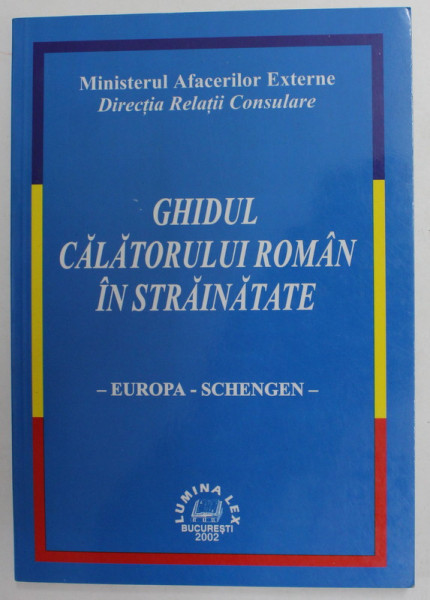 Ministerul Afacerilor Externe
Direcția Relații Consulare
GHIDUL
CĂLĂTORULUI ROMÂN
ÎN STRĂINĂTATE
– EUROPA - SCHENGEN –
LUMINA LEX
BUCUREȘTI
2002